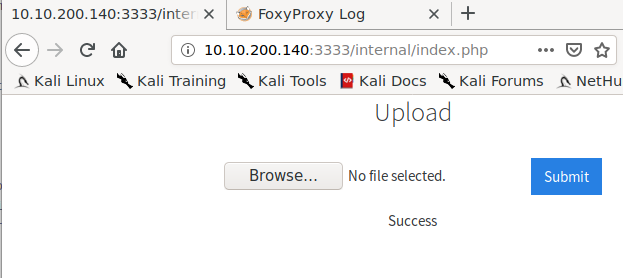 10.10.200.140:3333/inter
FoxyProxy Log
10.10.200.140:3333/internal/index.php
Kali Linux Kali Training Kali Tools Kali Docs Kali Forums NetHu
Upload
Browse... No file selected. Submit
Success